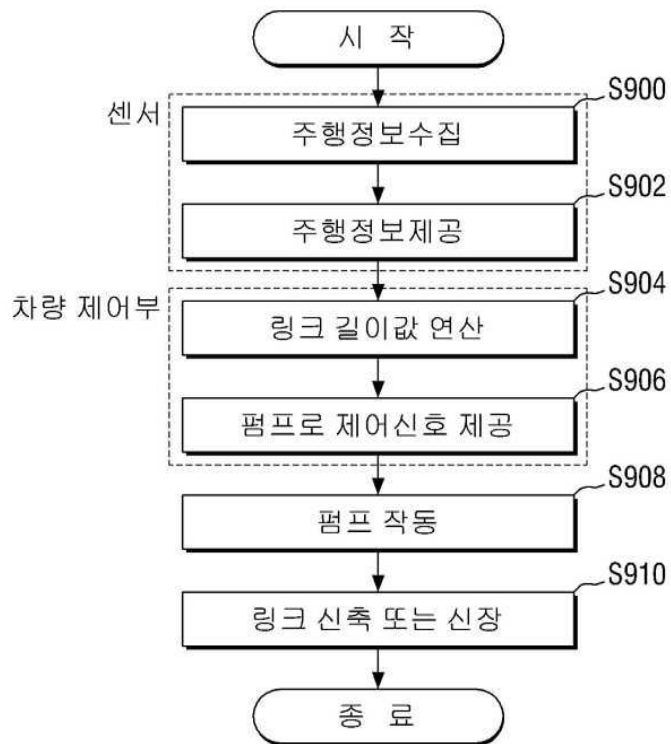 시 작
센서
S900
주행정보수집
S902
주행정보제공
차량 제어부
S904
링크 길이값 연산
S906
펌프로 제어신호 제공
S908
펌프 작동
S910
링크 신축 또는 신장
종 료